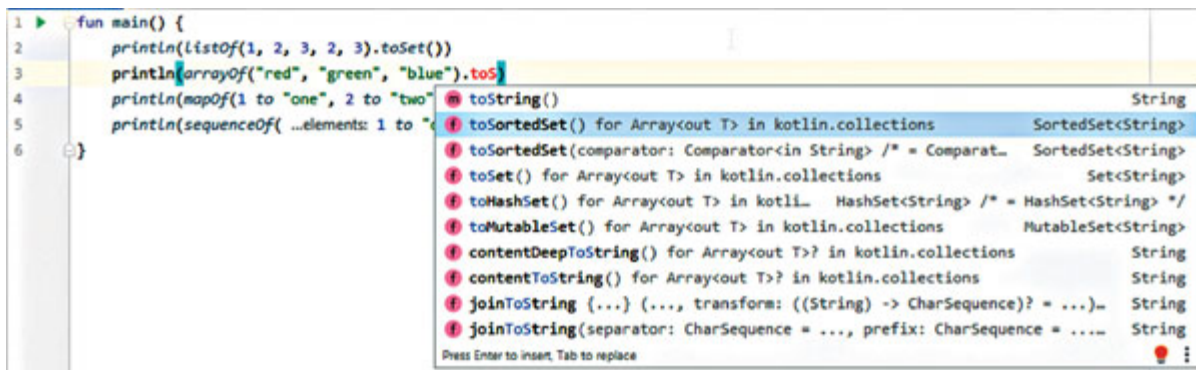 1 fun main() {
2 println(listOf(1, 2, 3, 2, 3).toSet())
3 println(arrayOf("red", "green", "blue").toS)
4 println(mapOf(1 to "one", 2 to "two"
5 println(sequenceOf( …elements: 1 to "
6 }
m toString() String
f toSortedSet() for Array<out T> in kotlin.collections SortedSet<String>
f toSortedSet(comparator: Comparator<in String> /* = Comparat… SortedSet<String>
f toSet() for Array<out T> in kotlin.collections Set<String>
f toHashSet() for Array<out T> in kotli… HashSet<String> /* = HashSet<String> */
f toMutableSet() for Array<out T> in kotlin.collections MutableSet<String>
f contentDeepToString() for Array<out T>? in kotlin.collections String
f contentToString() for Array<out T>? in kotlin.collections String
f joinToString {...} (..., transform: ((String) -> CharSequence)? = ...)… String
f joinToString(separator: CharSequence = ..., prefix: CharSequence = ...… String
Press Enter to insert, Tab to replace